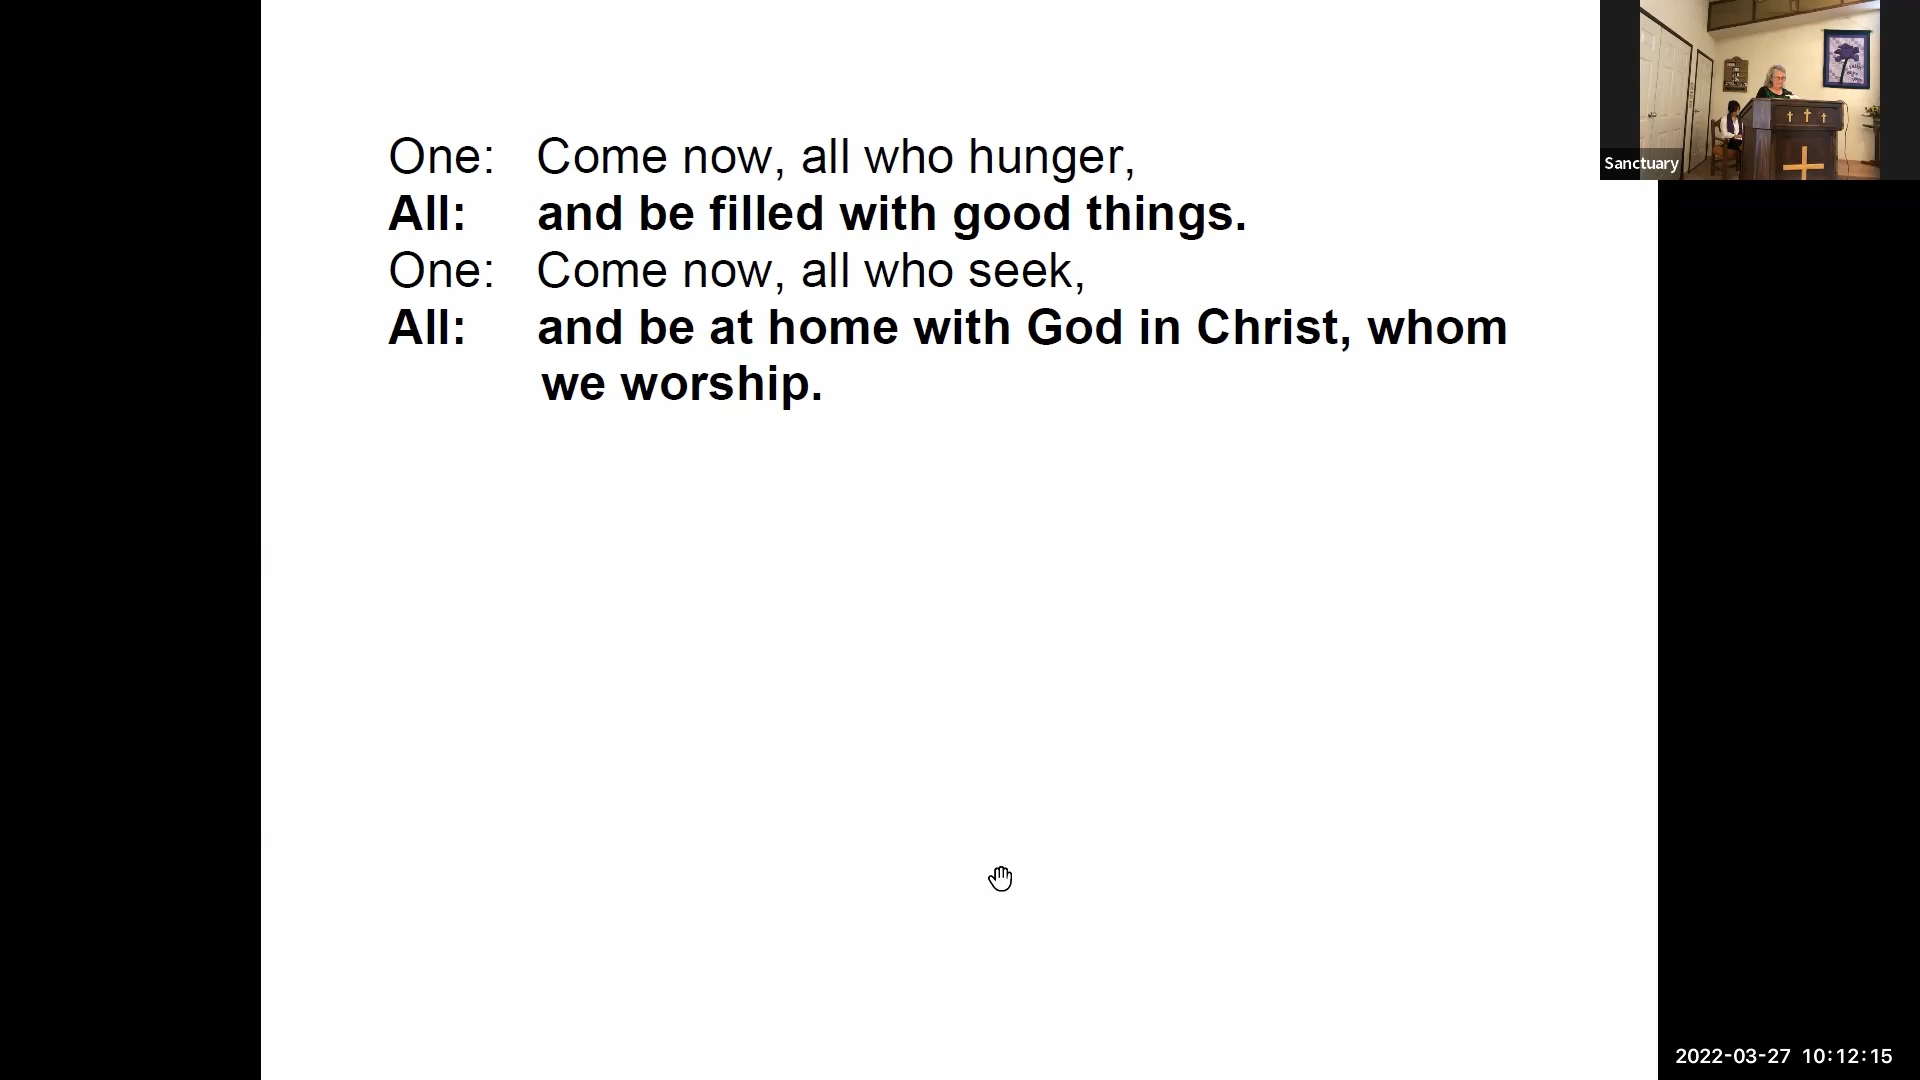 One: Come now, all who hunger,
All: and be filled with good things.
One: Come now, all who seek,
All: and be at home with God in Christ, whom
we worship.
Sanctuary
2022-03-27 10:12:15